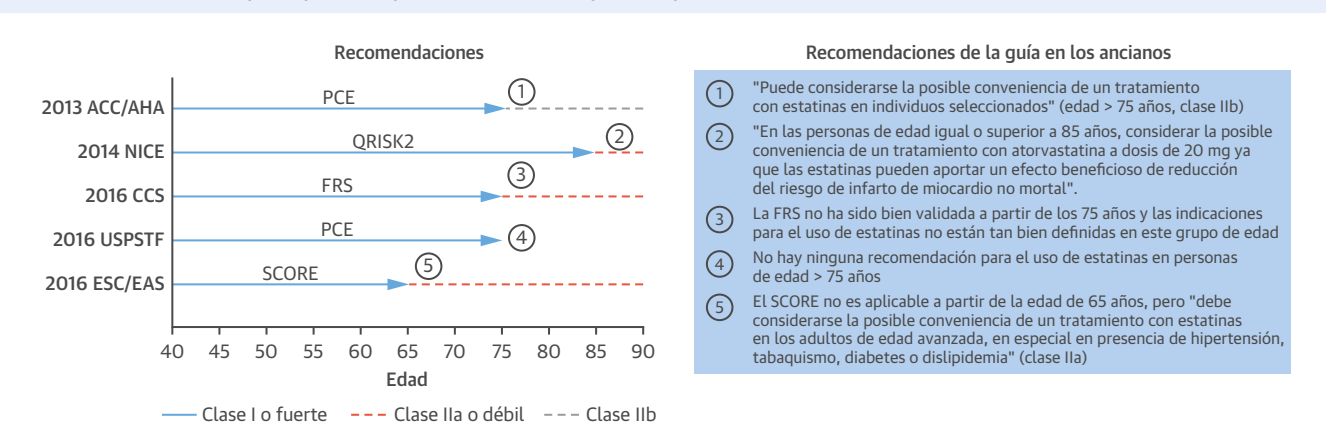 Recomendaciones
2013 ACC/AHA
PCE
1
2014 NICE
QRISK2
2
2016 CCS
FRS
3
2016 USPSTF
PCE
4
2016 ESC/EAS
SCORE
5
40 45 50 55 60 65 70 75 80 85 90
Edad
Clase I o fuerte Clase IIa o débil Clase IIb
Recomendaciones de la guía en los ancianos
1 "Puede considerarse la posible conveniencia de un tratamiento
con estatinas en individuos seleccionados" (edad > 75 años, clase IIb)
2 "En las personas de edad igual o superior a 85 años, considerar la posible
conveniencia de un tratamiento con atorvastatina a dosis de 20 mg ya
que las estatinas pueden aportar un efecto beneficioso de reducción
del riesgo de infarto de miocardio no mortal".
3 La FRS no ha sido bien validada a partir de los 75 años y las indicaciones
para el uso de estatinas no están tan bien definidas en este grupo de edad
4 No hay ninguna recomendación para el uso de estatinas en personas
de edad > 75 años
5 El SCORE no es aplicable a partir de la edad de 65 años, pero "debe
considerarse la posible conveniencia de un tratamiento con estatinas
en los adultos de edad avanzada, en especial en presencia de hipertensión,
tabaquismo, diabetes o dislipidemia" (clase IIa)